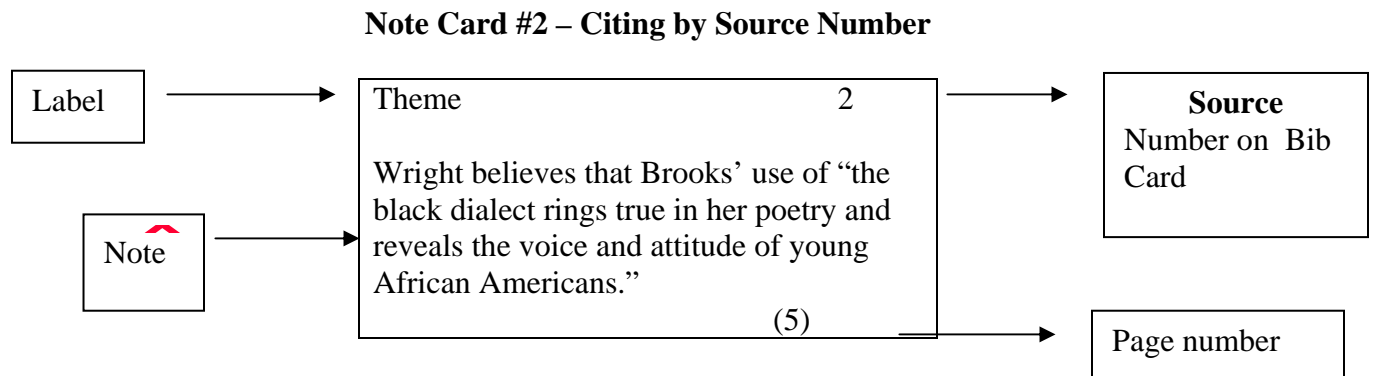 Note Card #2 – Citing by Source Number
Label
Theme 2
Source
Number on Bib
Card
Wright believes that Brooks’ use of “the
black dialect rings true in her poetry and
reveals the voice and attitude of young
African Americans.”
Note
(5)
Page number